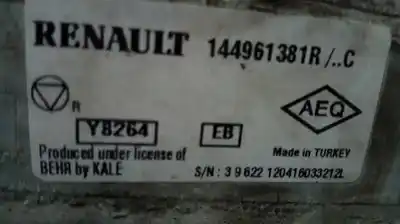 RENAULT 144961381R/..C
R
AEQ
Y8264 EB
Produced under license of
BEHR by KALE
Made in TURKEY
S/N : 3 9 622 120416033212L